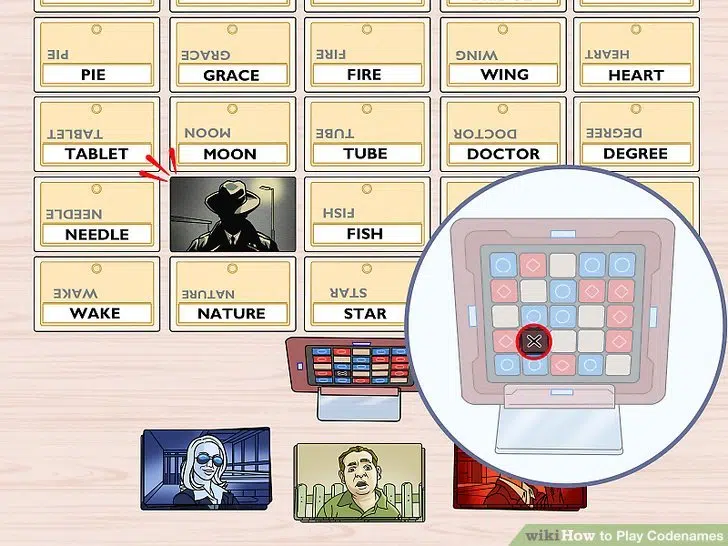 PIE GRACE FIRE WING HEART
PIE GRACE FIRE WING HEART
TABLET MOON TUBE DOCTOR DEGREE
TABLET MOON TUBE DOCTOR DEGREE
NEEDLE FISH
NEEDLE FISH
WAKE NATURE STAR
WAKE NATURE STAR
wikiHow to Play Codenames